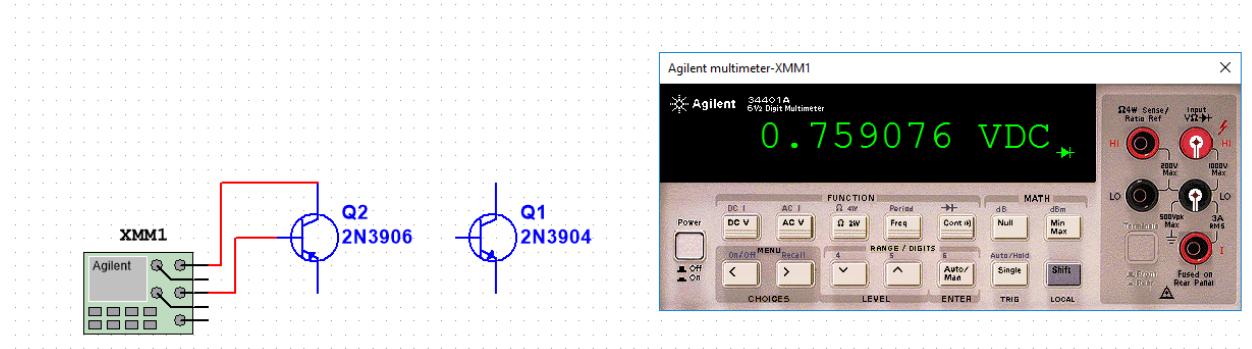 Agilent multimeter-XMM1
Agilent 34401A
6½ Digit Multimeter
0.759076 VDC
Ω4W Sense/ Input
Ratio Ref VΩ
HI HI
200V 1000V
Max Max
LO LO
500Vpk 3A
Max RMS
I
Fused on
Rear Panal
FUNCTION MATH
DC I AC I Ω 4W Period dB dBm
Power DC V AC V Ω 2W Freq Cont Null Min
Max
MENU RANGE / DIGITS
On/Off Recall 4 5 6 Auto/Hold
Off < > Auto/ Single Shift
On Man
CHOICES LEVEL ENTER TRIG LOCAL
XMM1
Agilent
Q2
2N3906
Q1
2N3904